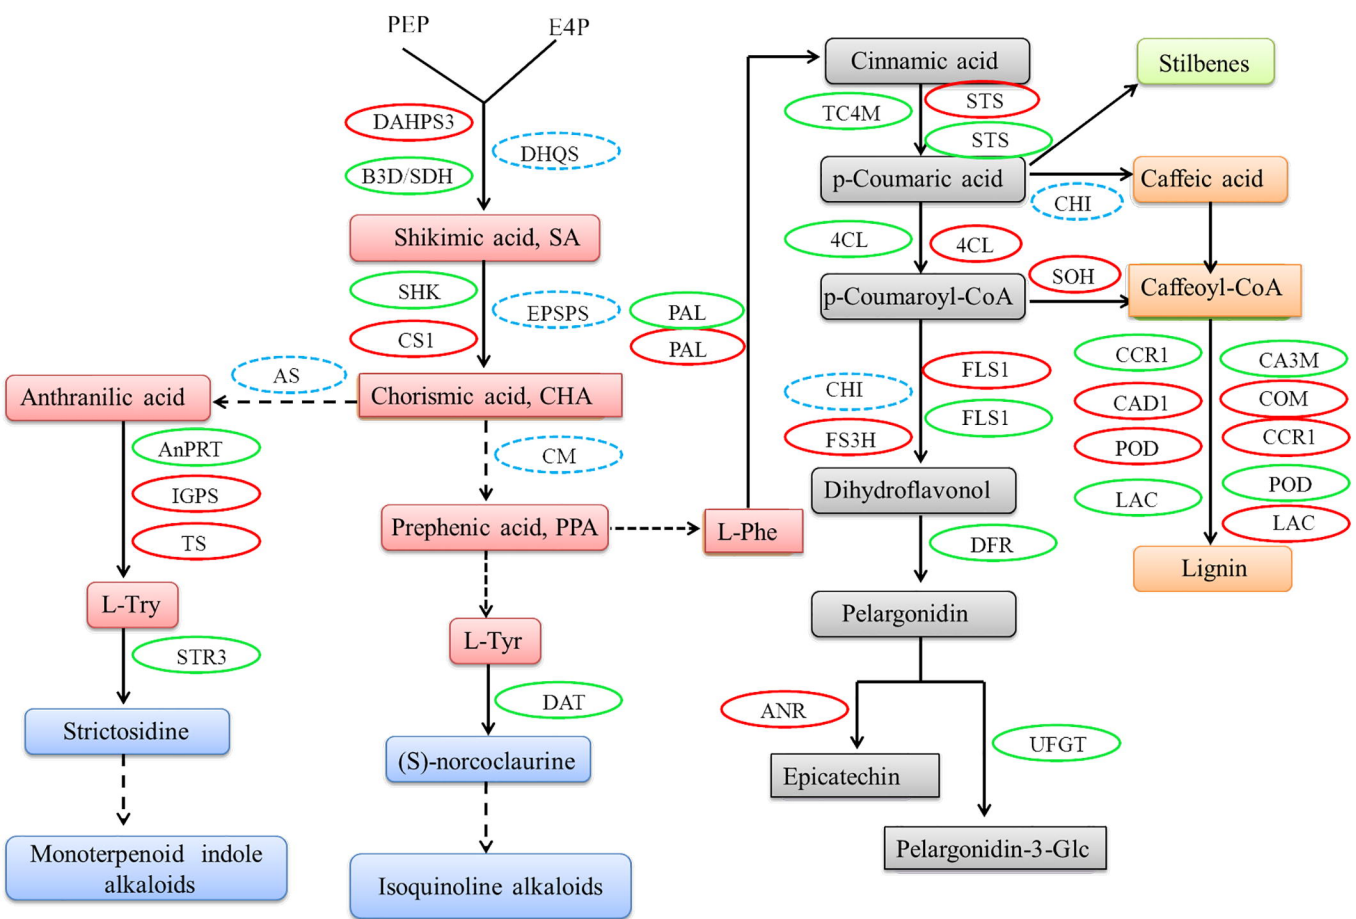 PEP
E4P
DAHPS3
DHQS
B3D/SDH
Shikimic acid, SA
SHK
EPSPS
CS1
AS
Anthranilic acid
Chorismic acid, CHA
AnPRT
CM
IGPS
TS
Prephenic acid, PPA
L-Phe
PAL
PAL
L-Try
L-Tyr
STR3
DAT
Strictosidine
(S)-norcoclaurine
Monoterpenoid indole
alkaloids
Isoquinoline alkaloids
Cinnamic acid
Stilbenes
TC4M
STS
STS
p-Coumaric acid
Caffeic acid
CHI
4CL
4CL
SOH
p-Coumaroyl-CoA
Caffeoyl-CoA
CHI
FLS1
FS3H
FLS1
CCR1
CA3M
CAD1
COM
POD
CCR1
LAC
POD
LAC
Dihydroflavonol
DFR
Lignin
Pelargonidin
ANR
UFGT
Epicatechin
Pelargonidin-3-Glc